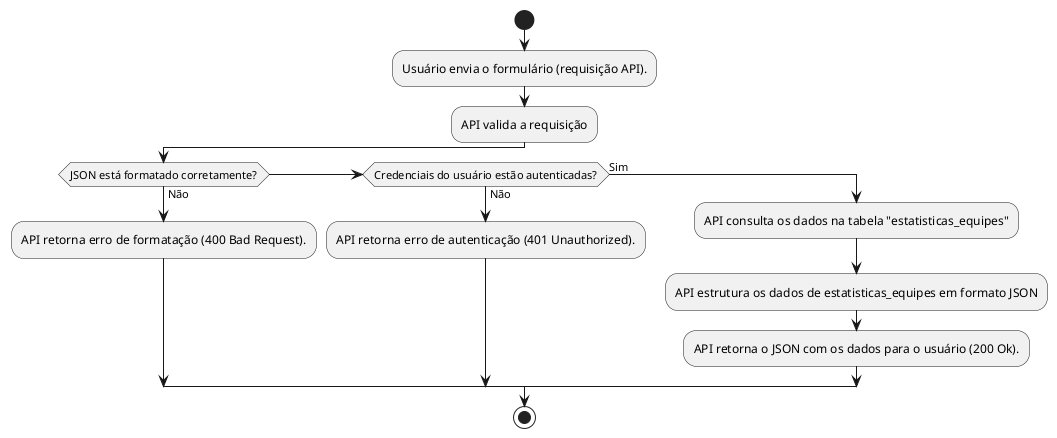 Usuário envia o formulário (requisição API).
API valida a requisição
JSON está formatado corretamente?
Credenciais do usuário estão autenticadas?
Sim
Não
Não
API retorna erro de formatação (400 Bad Request).
API retorna erro de autenticação (401 Unauthorized).
API consulta os dados na tabela "estatisticas_equipes"
API estrutura os dados de estatisticas_equipes em formato JSON
API retorna o JSON com os dados para o usuário (200 Ok).